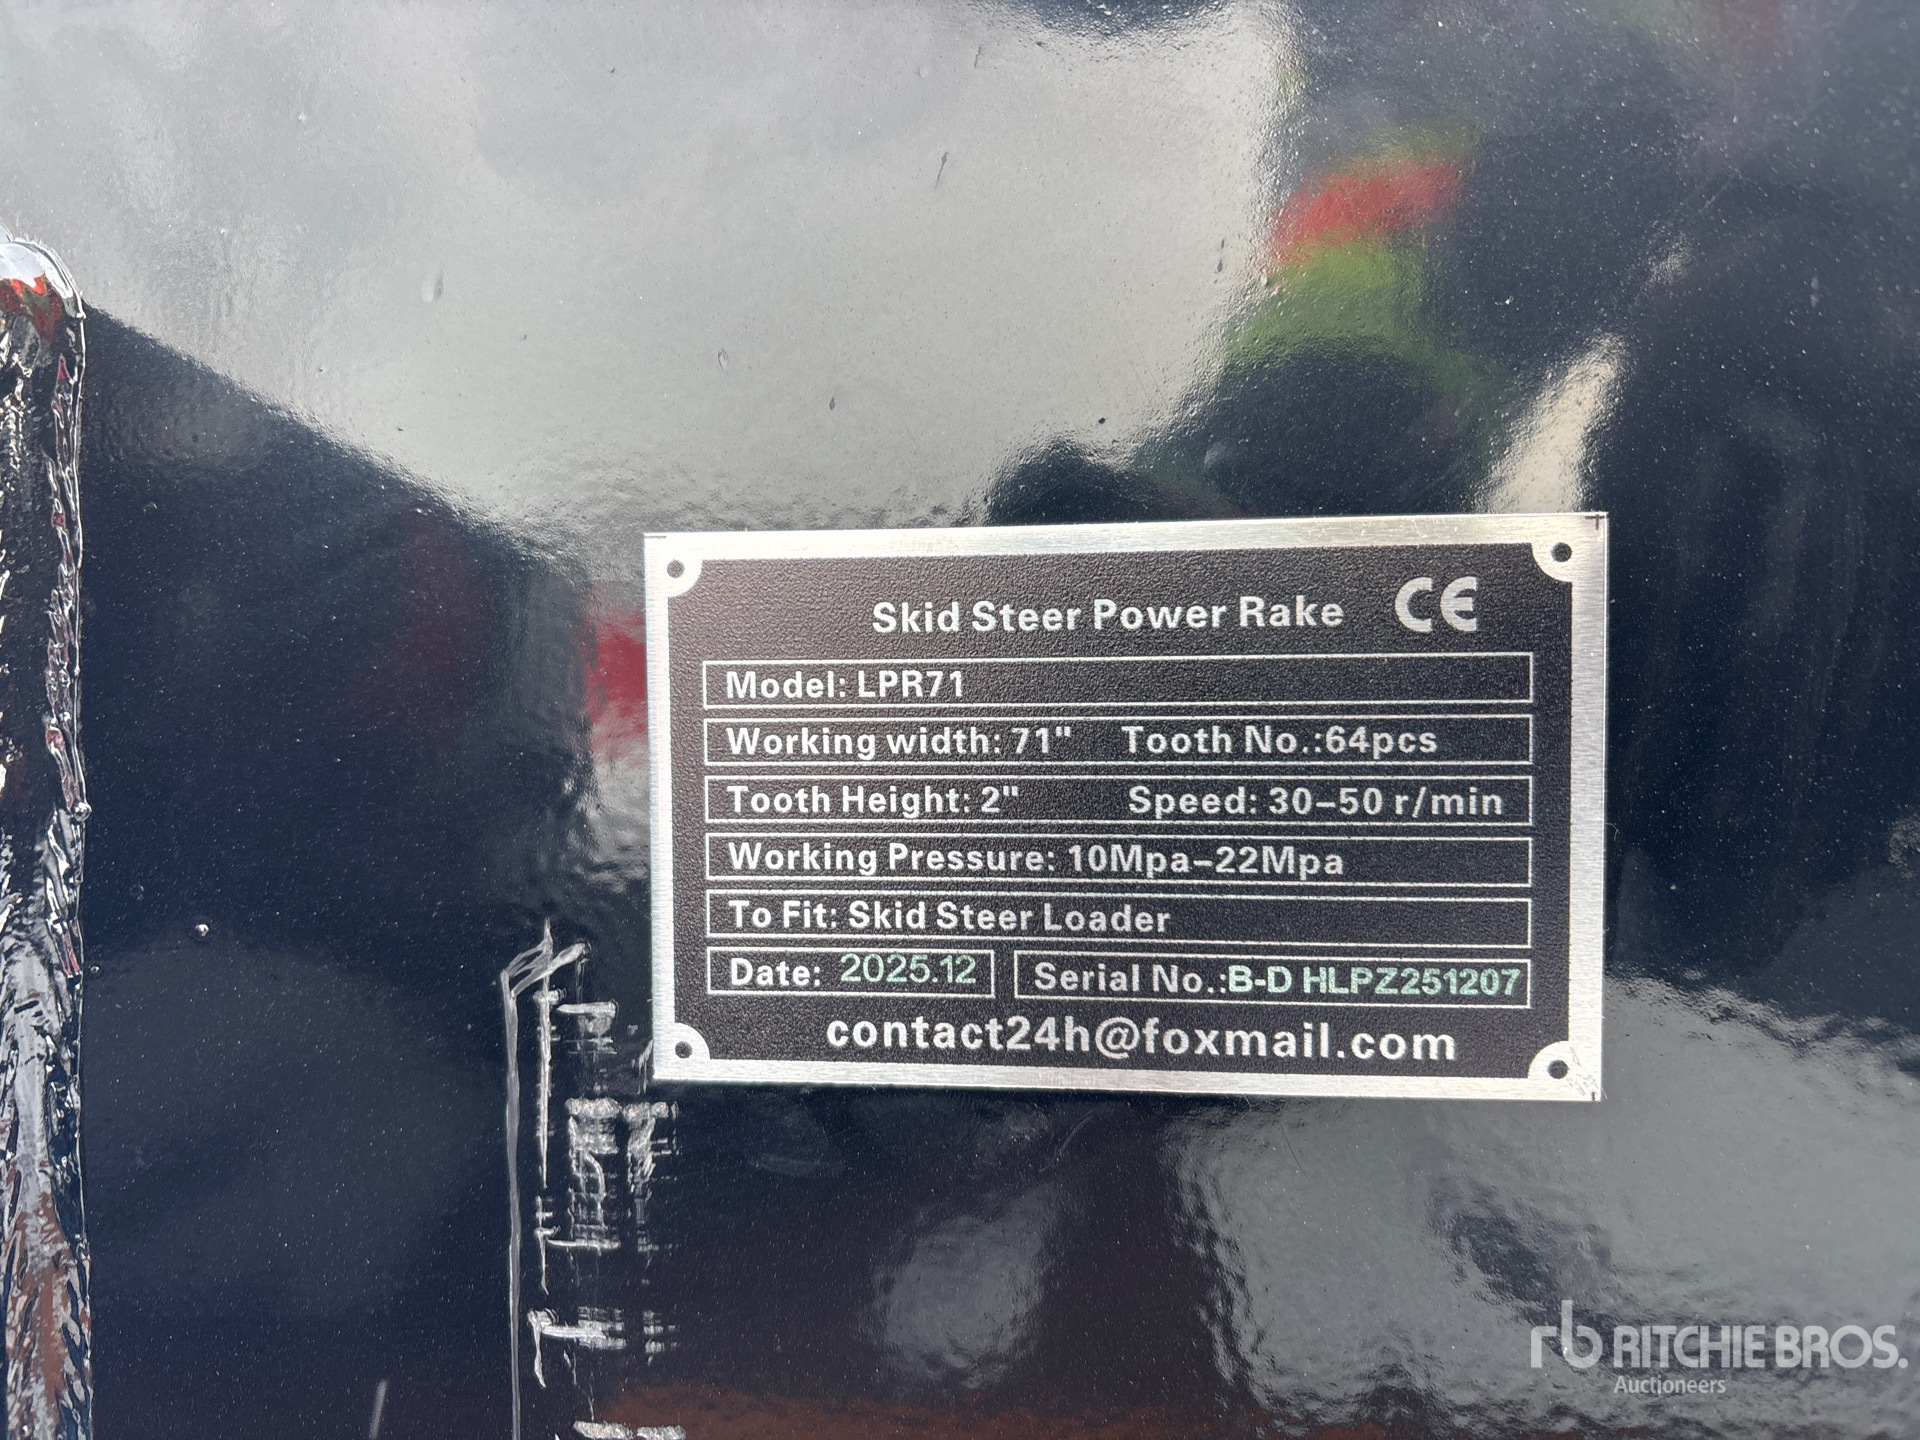 Skid Steer Power Rake CE
Model: LPR71
Working width: 71" Tooth No.:64pcs
Tooth Height: 2" Speed: 30-50 r/min
Working Pressure: 10Mpa-22Mpa
To Fit: Skid Steer Loader
Date: 2025.12 Serial No.:B-D HLPZ251207
contact24h@foxmail.com
rb RITCHIE BROS.
Auctioneers